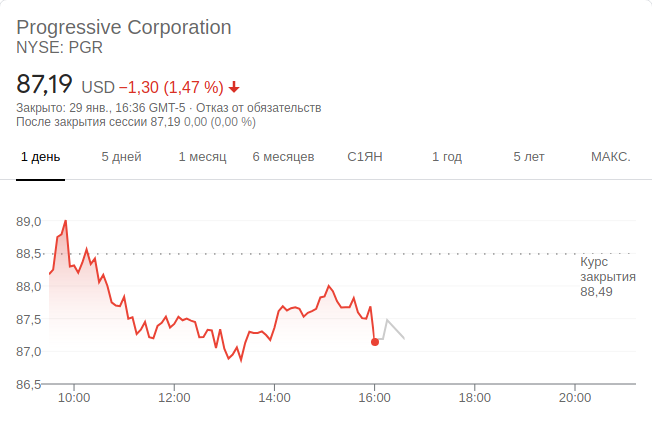 Progressive Corporation
NYSE: PGR
87,19 USD −1,30 (1,47 %)
Закрыто: 29 янв., 16:36 GMT-5 · Отказ от обязательств
После закрытия сессии 87,19 0,00 (0,00 %)
1 день 5 дней 1 месяц 6 месяцев С1ЯН 1 год 5 лет МАКС.
89,0
88,5
Курс
закрытия
88,49
88,0
87,5
87,0
86,5
10:00 12:00 14:00 16:00 18:00 20:00